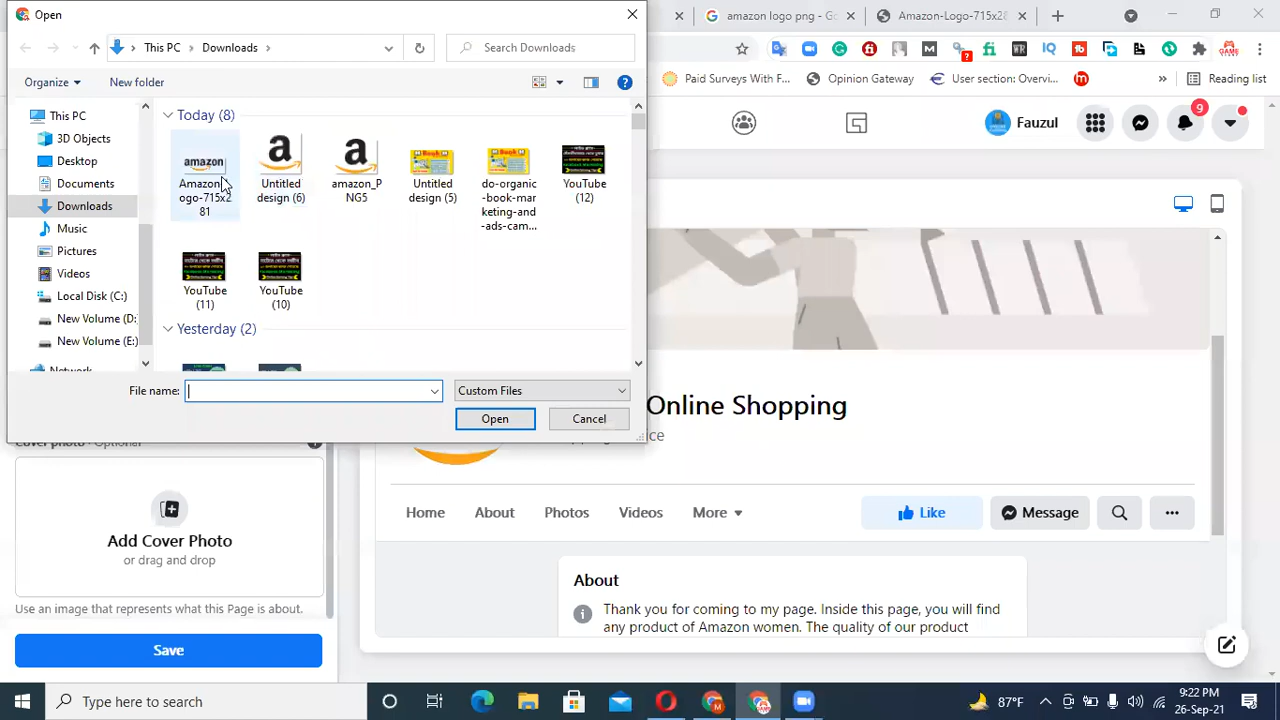 Open
amazon logo png - Go
Amazon-Logo-715x28
This PC
Downloads
Search Downloads
Organize
New folder
?
Paid Surveys With F...
Opinion Gateway
User section: Overvi...
»
Reading list
This PC
3D Objects
Desktop
Documents
Downloads
Music
Pictures
Videos
Local Disk (C:)
New Volume (D:
New Volume (E:)
Network
Today (8)
amazon
Amazon-L
ogo-715x2
81
Untitled
design (6)
amazon_P
NG5
Untitled
design (5)
do-organic
-book-mar
keting-and
-ads-cam...
YouTube
(12)
YouTube
(11)
YouTube
(10)
Yesterday (2)
File name:
Custom Files
Open
Cancel
Fauzul
9
Online Shopping
Cover photo · Optional
Add Cover Photo
or drag and drop
Use an image that represents what this Page is about.
Save
Home
About
Photos
Videos
More
Like
Message
About
Thank you for coming to my page. Inside this page, you will find
any product of Amazon women. The quality of our product
Type here to search
87°F
9:22 PM
26-Sep-21